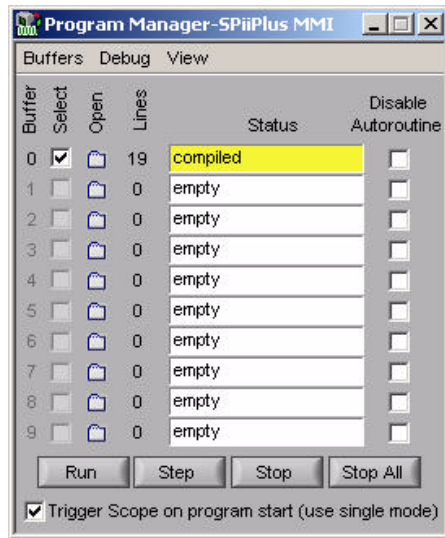 Program Manager-SPiiPlus MMI
Buffers Debug View
Buffer Select Open Lines Status Disable Autoroutine
0 19 compiled
1 0 empty
2 0 empty
3 0 empty
4 0 empty
5 0 empty
6 0 empty
7 0 empty
8 0 empty
9 0 empty
Run Step Stop Stop All
Trigger Scope on program start (use single mode)